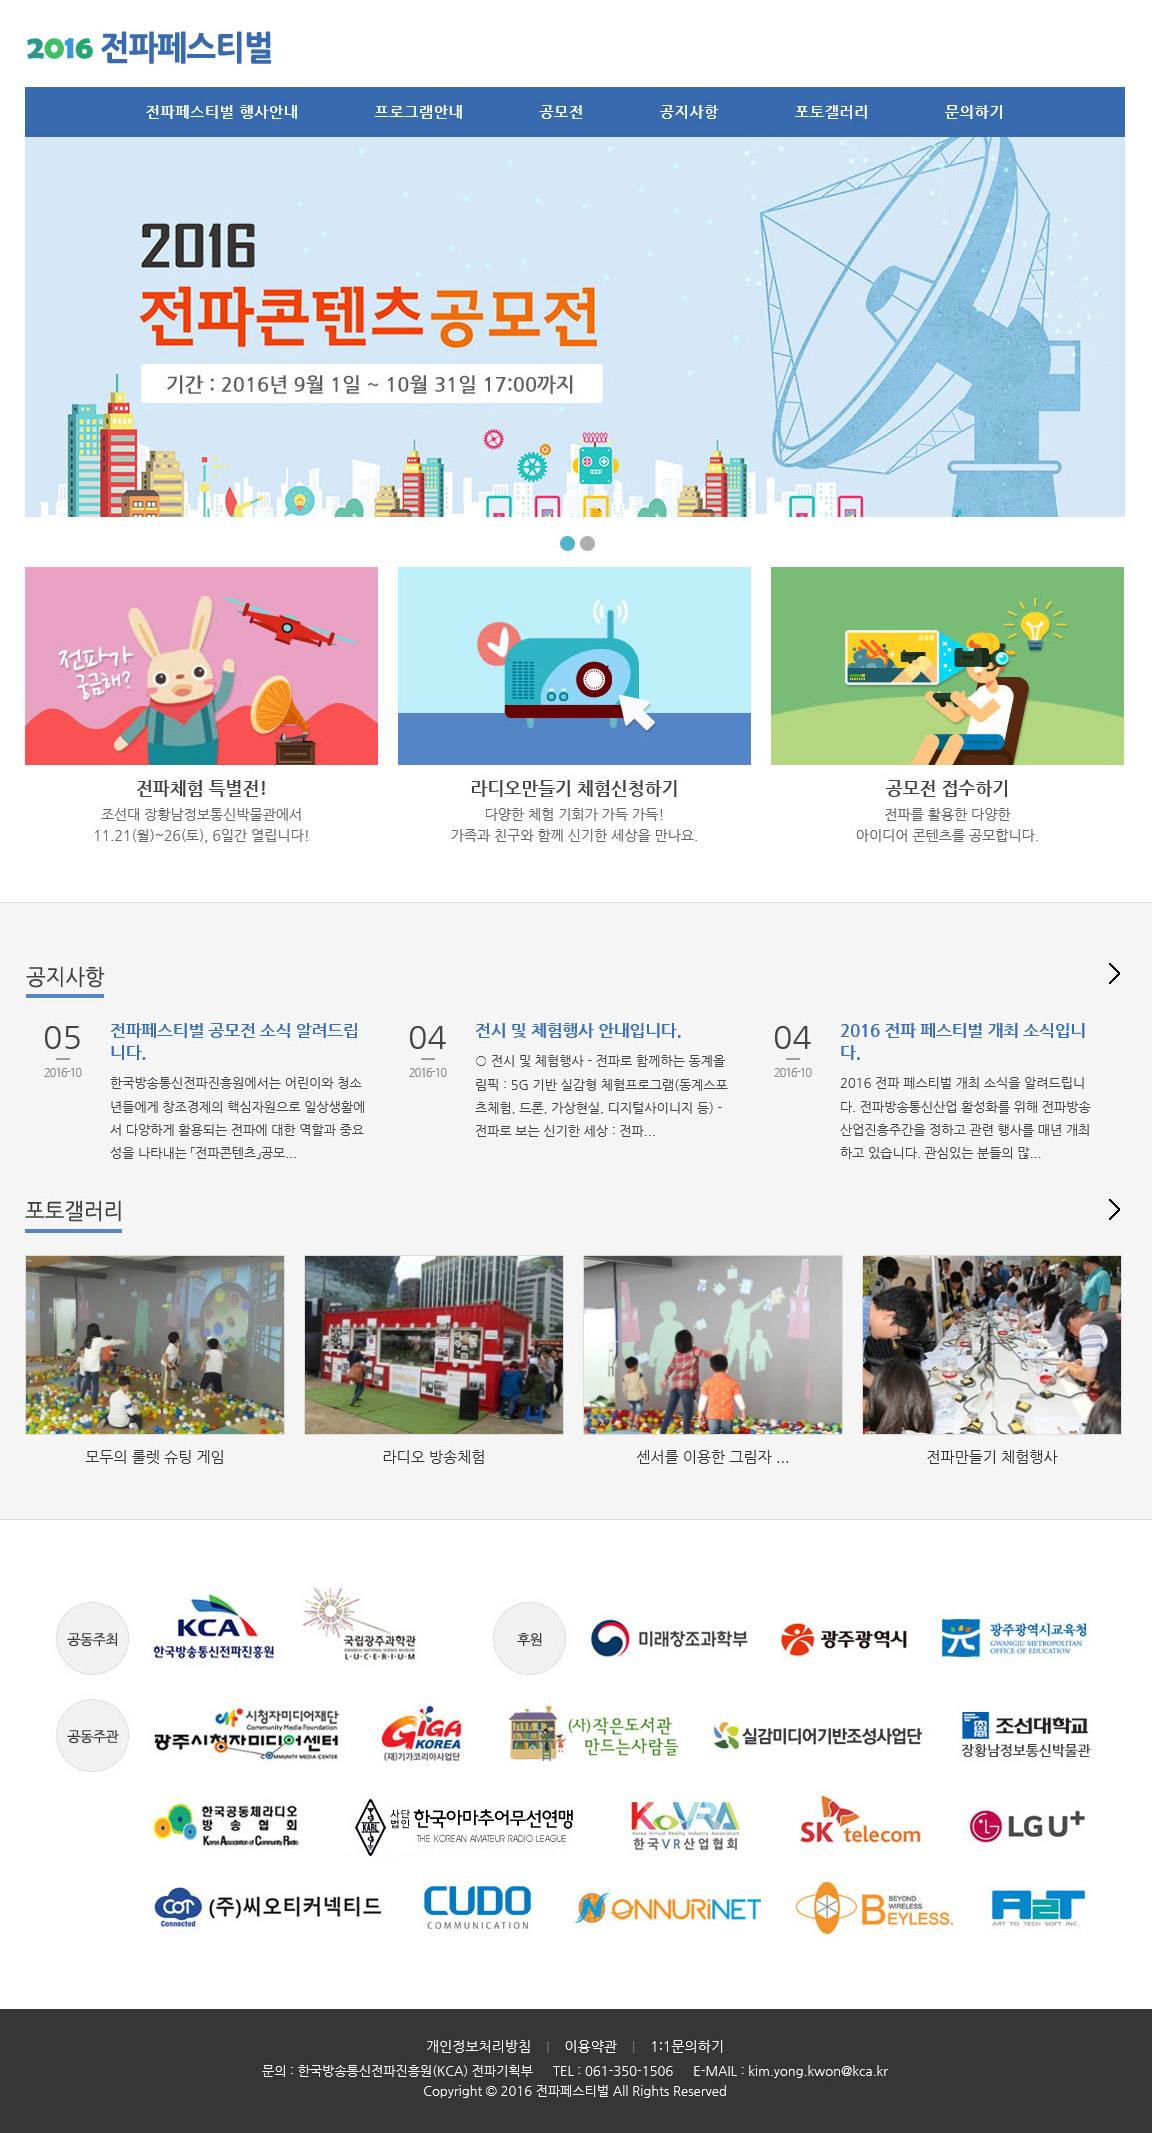 2016 전파페스티벌
전파페스티벌 행사안내 프로그램안내 공모전 공지사항 포토갤러리 문의하기
2016
전파콘텐츠공모전
기간 : 2016년 9월 1일 ~ 10월 31일 17:00까지
전파가
궁금해?
전파체험 특별전!
조선대 장황남정보통신박물관에서
11.21(월)~26(토), 6일간 열립니다!
라디오만들기 체험신청하기
다양한 체험 기회가 가득 가득!
가족과 친구와 함께 신기한 세상을 만나요.
공모전 접수하기
전파를 활용한 다양한
아이디어 콘텐츠를 공모합니다.
공지사항
05
2016-10
전파페스티벌 공모전 소식 알려드립
니다.
한국방송통신전파진흥원에서는 어린이와 청소
년들에게 창조경제의 핵심자원으로 일상생활에
서 다양하게 활용되는 전파에 대한 역할과 중요
성을 나타내는 「전파콘텐츠」공모...
04
2016-10
전시 및 체험행사 안내입니다.
○ 전시 및 체험행사 - 전파로 함께하는 동계올
림픽 : 5G 기반 실감형 체험프로그램(동계스포
츠체험, 드론, 가상현실, 디지털사이니지 등) -
전파로 보는 신기한 세상 : 전파...
04
2016-10
2016 전파 페스티벌 개최 소식입니
다.
2016 전파 페스티벌 개최 소식을 알려드립니
다. 전파방송통신산업 활성화를 위해 전파방송
산업진흥주간을 정하고 관련 행사를 매년 개최
하고 있습니다. 관심있는 분들의 많...
포토갤러리
모두의 룰렛 슈팅 게임
라디오 방송체험
센서를 이용한 그림자 ...
전파만들기 체험행사
공동주최
KCA
한국방송통신전파진흥원
국립광주과학관
GWANGJU NATIONAL SCIENCE MUSEUM
LUCERIUM
후원
미래창조과학부
광주광역시
광주광역시교육청
GWANGJU METROPOLITAN
OFFICE OF EDUCATION
공동주관
시청자미디어재단
Community Media Foundation
광주시청자미디어센터
COMMUNITY MEDIA CENTER
GIGA
KOREA
(재)기가코리아사업단
(사)작은도서관
만드는사람들
실감미디어기반조성사업단
조선대학교
장황남정보통신박물관
한국공동체라디오
방송협회
Korea Association of Community Radio
KARL
사단
법인
한국아마추어무선연맹
THE KOREAN AMATEUR RADIO LEAGUE
KoVRA
Korea Virtual Reality Industry Association
한국VR산업협회
SK telecom
LG U+
COT
Connected
(주)씨오티커넥티드
CUDO
COMMUNICATION
ONNURiNET
BEYOND
WIRELESS
BEYLESS.
A2T
ART TO TECH SOFT INC.
개인정보처리방침 | 이용약관 | 1:1문의하기
문의 : 한국방송통신전파진흥원(KCA) 전파기획부 TEL : 061-350-1506 E-MAIL : kim.yong.kwon@kca.kr
Copyright © 2016 전파페스티벌 All Rights Reserved